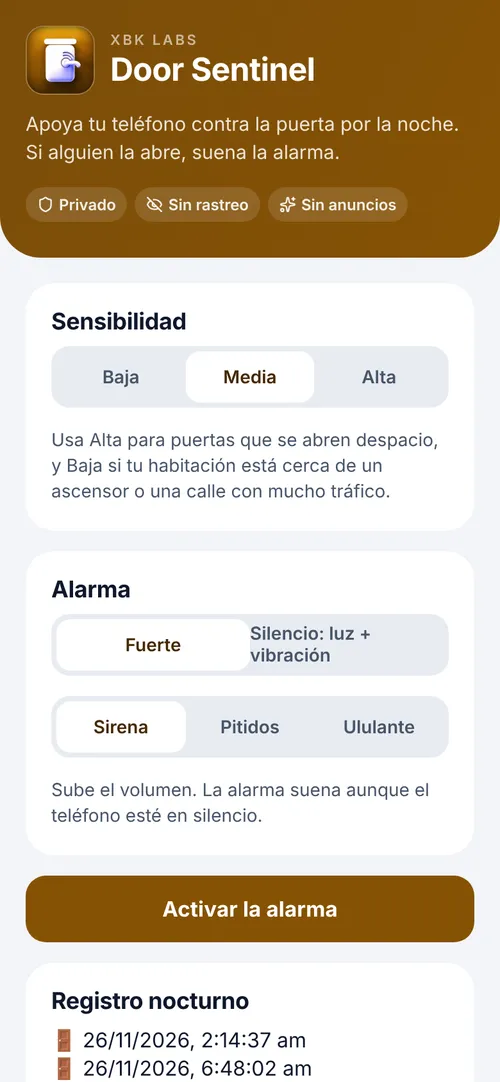 XBK LABS
Door Sentinel
Apoya tu teléfono contra la puerta por la noche.
Si alguien la abre, suena la alarma.
Privado
Sin rastreo
Sin anuncios
Sensibilidad
Baja
Media
Alta
Usa Alta para puertas que se abren despacio,
y Baja si tu habitación está cerca de un
ascensor o una calle con mucho tráfico.
Alarma
Fuerte
Silencio: luz +
vibración
Sirena
Pitidos
Ululante
Sube el volumen. La alarma suena aunque el
teléfono esté en silencio.
Activar la alarma
Registro nocturno
26/11/2026, 2:14:37 am
26/11/2026, 6:48:02 am